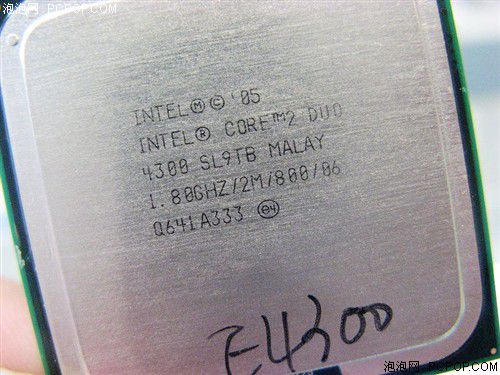 泡泡网 PCPOP.COM
INTEL Ⓜ © '05
INTEL® CORE™2 DUO
4300 SL9TB MALAY
1.80GHZ/2M/800/06
Q641A333 e4
E4300
泡泡网 PCPOP.COM